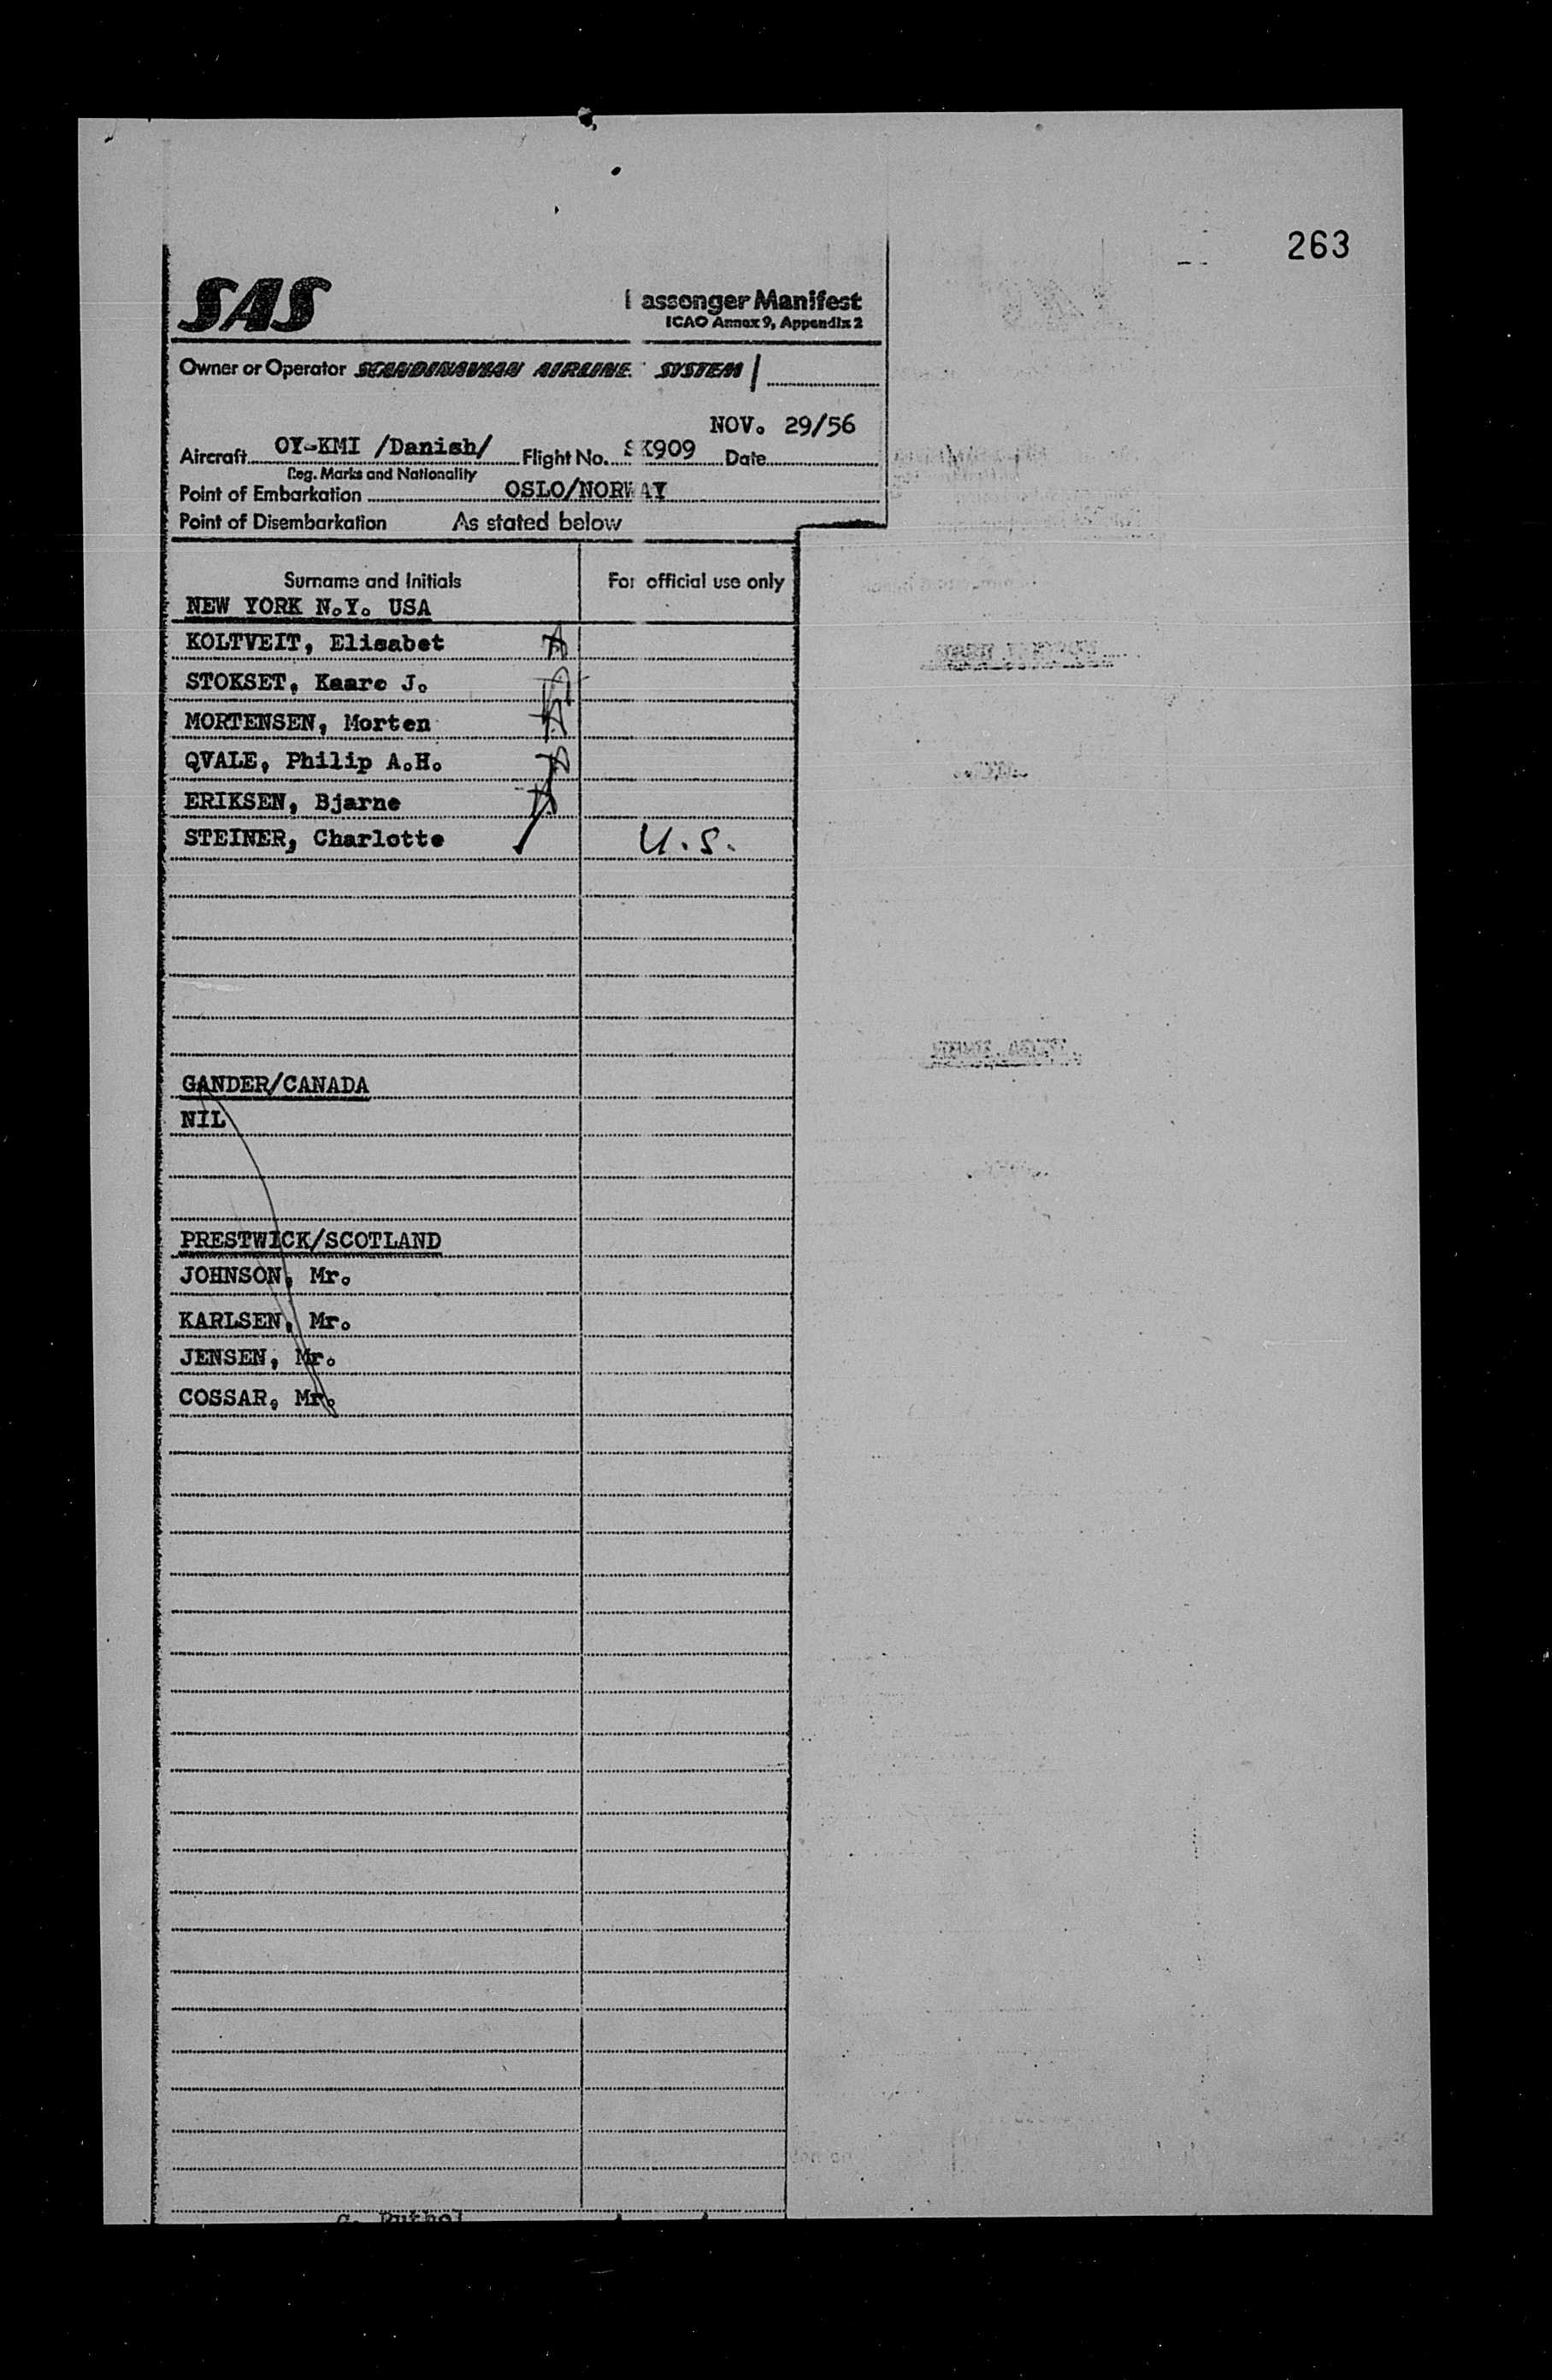 263
SAS
assenger Manifest
ICAO Annex 9, Appendix 2
Owner or Operator SCANDINAVIAN AIRLINE SYSTEM
NOV. 29/56
Aircraft OY-KMI /Danish/ Flight No. SK909 Date
Reg. Marks and Nationality
Point of Embarkation OSLO/NORWAY
Point of Disembarkation As stated below
Surname and Initials For official use only
NEW YORK N.Y. USA
KOLTVEIT, Elisabet A
STOKSET, Kaare J. A
MORTENSEN, Morten A
QVALE, Philip A.H. A
ERIKSEN, Bjarne A
STEINER, Charlotte U.S.
GANDER/CANADA
NIL
PRESTWICK/SCOTLAND
JOHNSON, Mr.
KARLSEN, Mr.
JENSEN, Mr.
COSSAR, Mr.